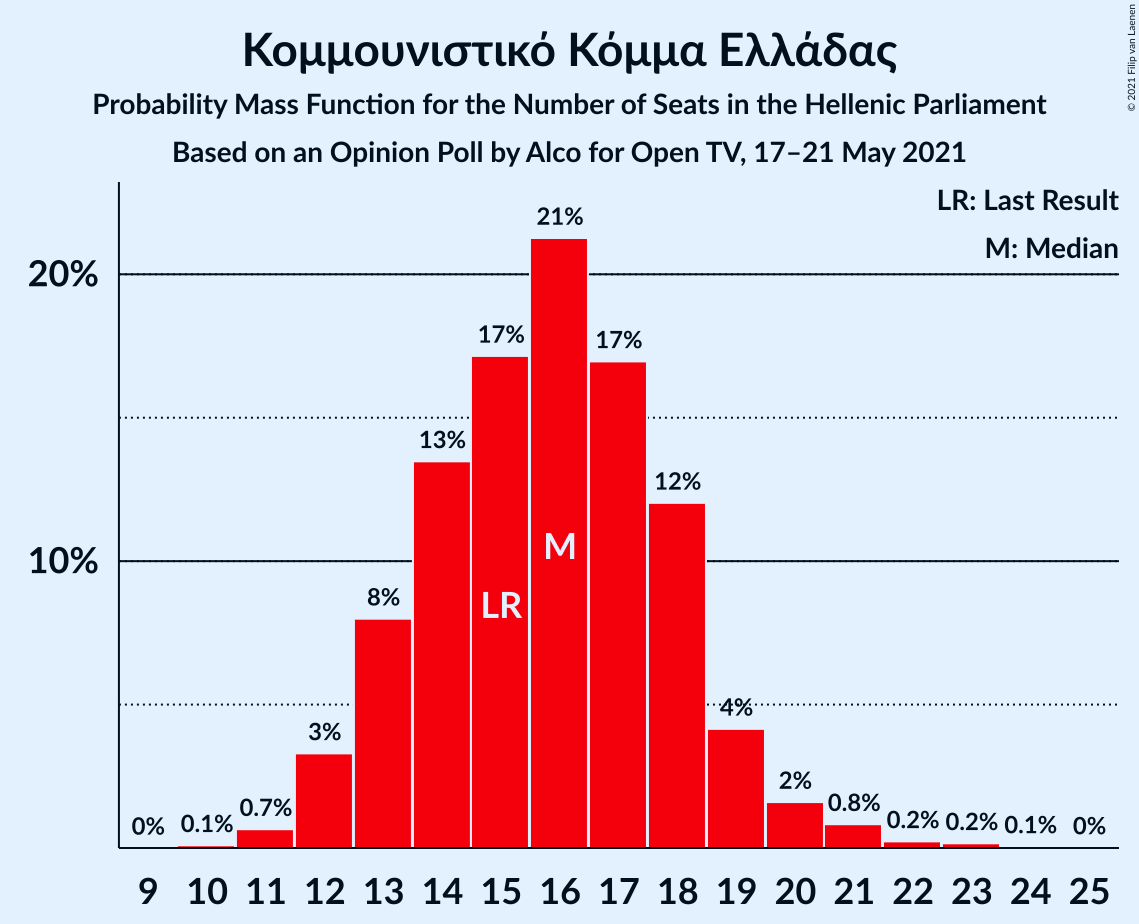 Κομμουνιστικό Κόμμα Ελλάδας
Probability Mass Function for the Number of Seats in the Hellenic Parliament
Based on an Opinion Poll by Alco for Open TV, 17–21 May 2021
© 2021 Filip van Laenen
LR: Last Result
M: Median
20%
10%
0% 0.1% 0.7% 3% 8% 13% 17% 21% 17% 12% 4% 2% 0.8% 0.2% 0.2% 0.1% 0%
M
LR
9 10 11 12 13 14 15 16 17 18 19 20 21 22 23 24 25